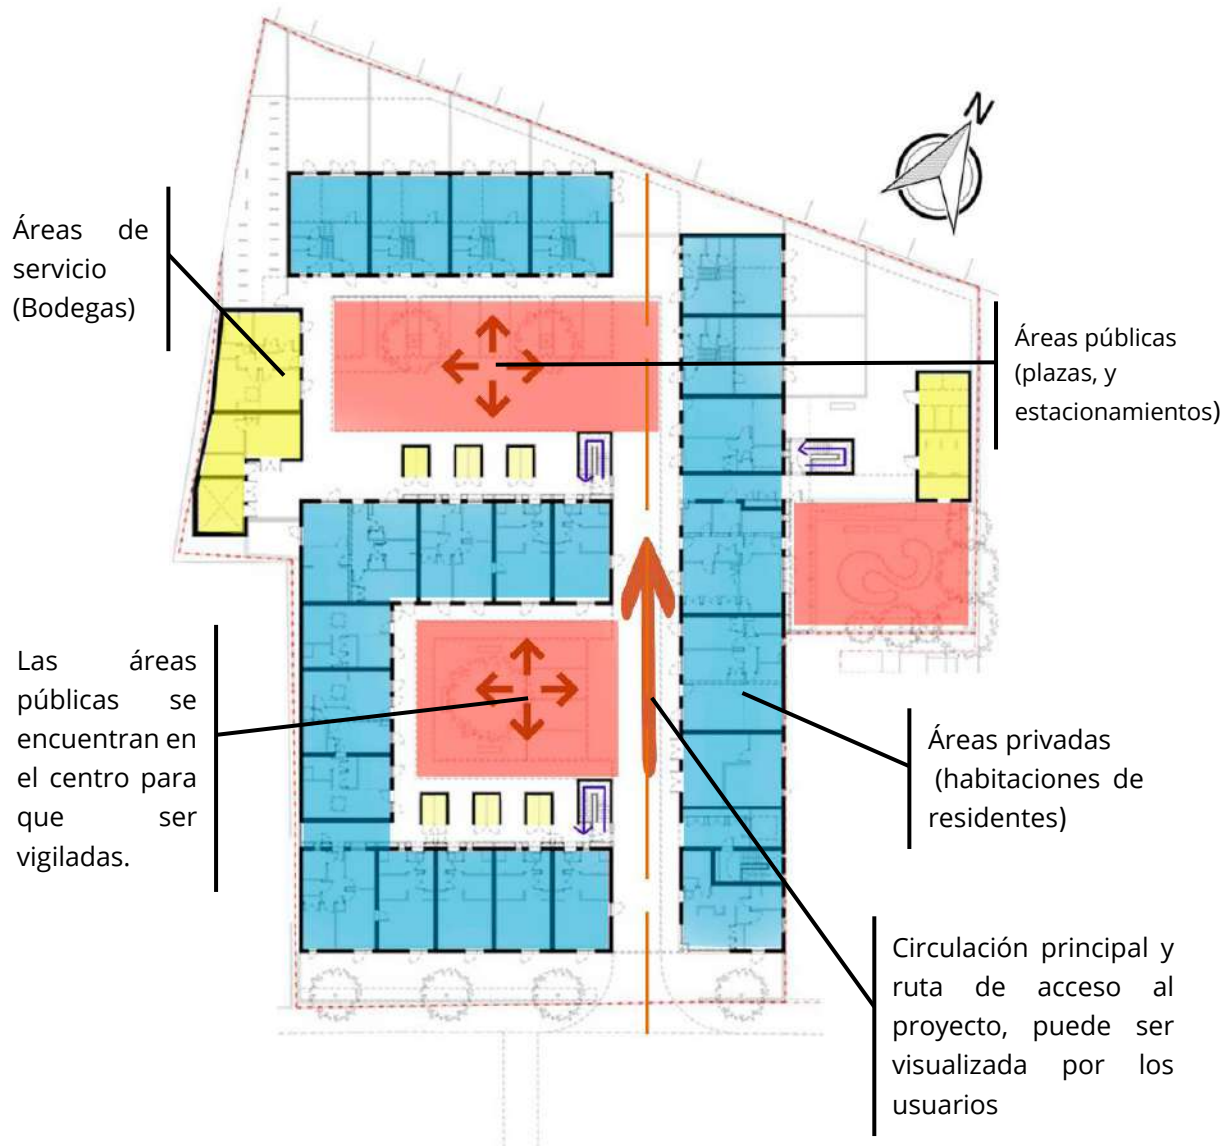 N
Áreas de
servicio
(Bodegas)
Áreas públicas
(plazas, y
estacionamientos)
Las áreas
públicas se
encuentran en
el centro para
que ser
vigiladas.
Áreas privadas
(habitaciones de
residentes)
Circulación principal y
ruta de acceso al
proyecto, puede ser
visualizada por los
usuarios